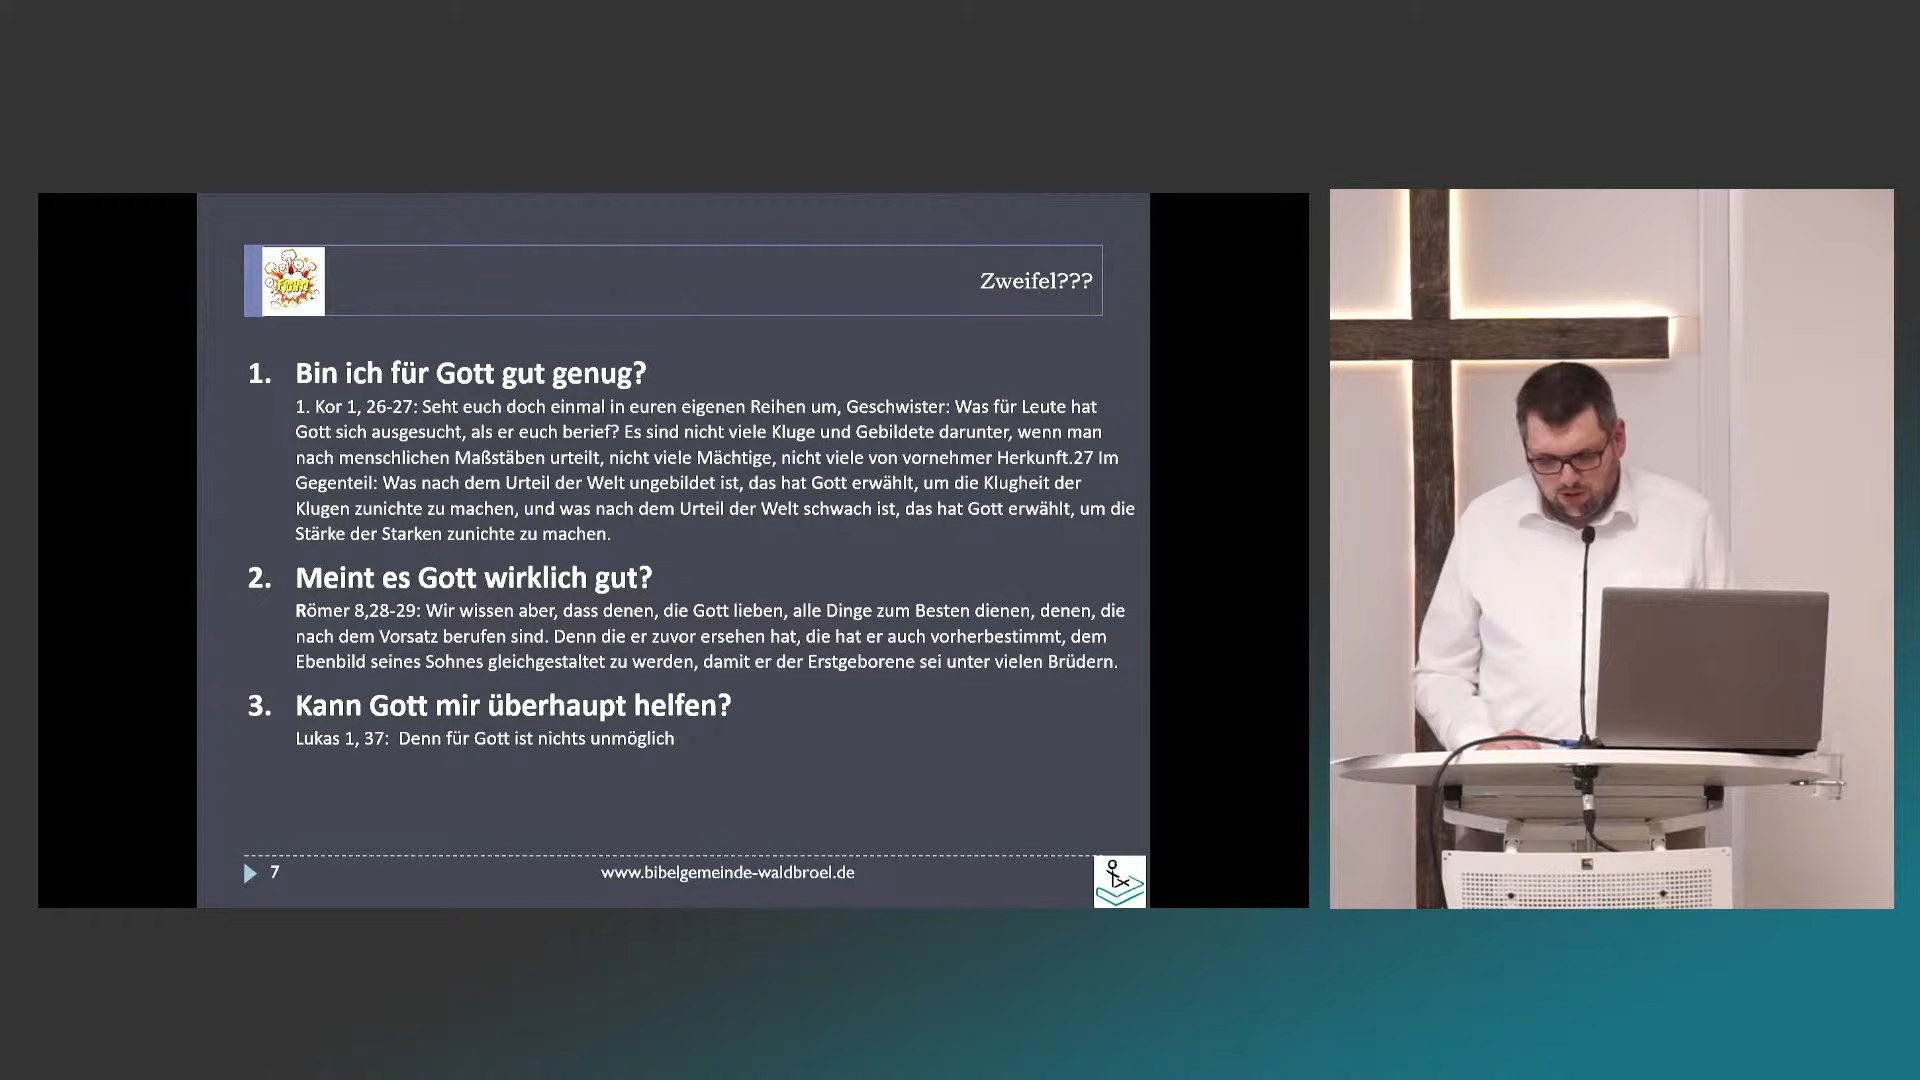 FIGHT!
Zweifel???
1. Bin ich für Gott gut genug?
1. Kor 1, 26-27: Seht euch doch einmal in euren eigenen Reihen um, Geschwister: Was für Leute hat
Gott sich ausgesucht, als er euch berief? Es sind nicht viele Kluge und Gebildete darunter, wenn man
nach menschlichen Maßstäben urteilt, nicht viele Mächtige, nicht viele von vornehmer Herkunft.27 Im
Gegenteil: Was nach dem Urteil der Welt ungebildet ist, das hat Gott erwählt, um die Klugheit der
Klugen zunichte zu machen, und was nach dem Urteil der Welt schwach ist, das hat Gott erwählt, um die
Stärke der Starken zunichte zu machen.
2. Meint es Gott wirklich gut?
Römer 8,28-29: Wir wissen aber, dass denen, die Gott lieben, alle Dinge zum Besten dienen, denen, die
nach dem Vorsatz berufen sind. Denn die er zuvor ersehen hat, die hat er auch vorherbestimmt, dem
Ebenbild seines Sohnes gleichgestaltet zu werden, damit er der Erstgeborene sei unter vielen Brüdern.
3. Kann Gott mir überhaupt helfen?
Lukas 1, 37: Denn für Gott ist nichts unmöglich
7
www.bibelgemeinde-waldbroel.de